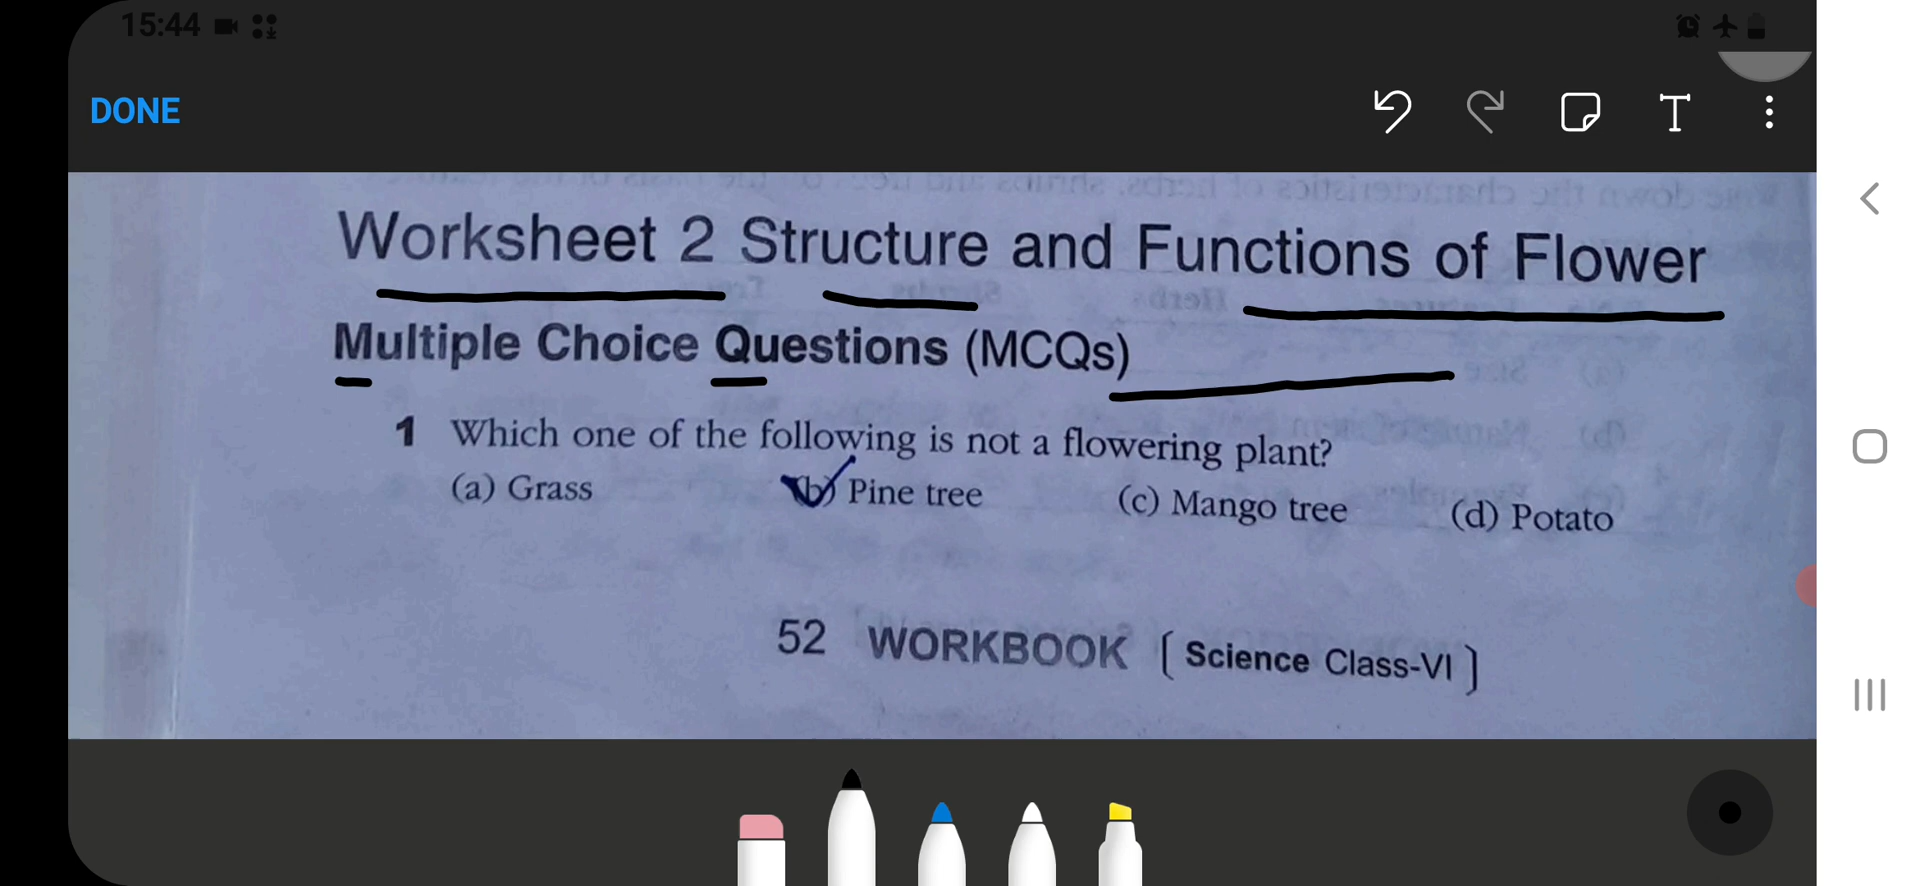 15:44
DONE
T
Worksheet 2 Structure and Functions of Flower
Multiple Choice Questions (MCQs)
1 Which one of the following is not a flowering plant?
(a) Grass (b) Pine tree (c) Mango tree (d) Potato
52 WORKBOOK [ Science Class-VI ]